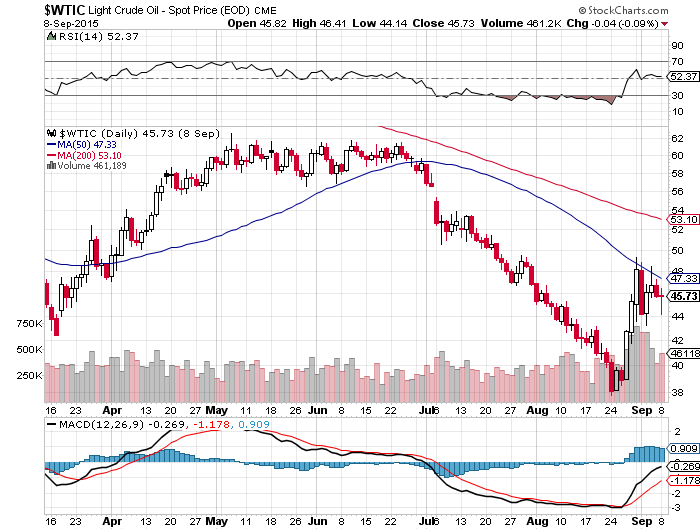 $WTIC Light Crude Oil - Spot Price (EOD) CME © StockCharts.com
8-Sep-2015 Open 45.82 High 46.41 Low 44.14 Close 45.73 Volume 461.2K Chg -0.04 (-0.09%)
RSI(14) 52.37
90
70
52.37
30
10
$WTIC (Daily) 45.73 (8 Sep)
MA(50) 47.33
MA(200) 53.10
Volume 461,189
62
60
58
56
54
53.10
52
50
48
47.33
45.73
44
42
46118
40
38
750K
500K
250K
16 23 Apr 13 20 27 May 11 18 26 Jun 8 15 22 Jul 6 13 20 27 Aug 10 17 24 Sep 8
MACD(12,26,9) -0.269, -1.178, 0.909
2
1
0.909
-0.269
-1.178
-2
-3
16 23 Apr 13 20 27 May 11 18 26 Jun 8 15 22 Jul 6 13 20 27 Aug 10 17 24 Sep 8